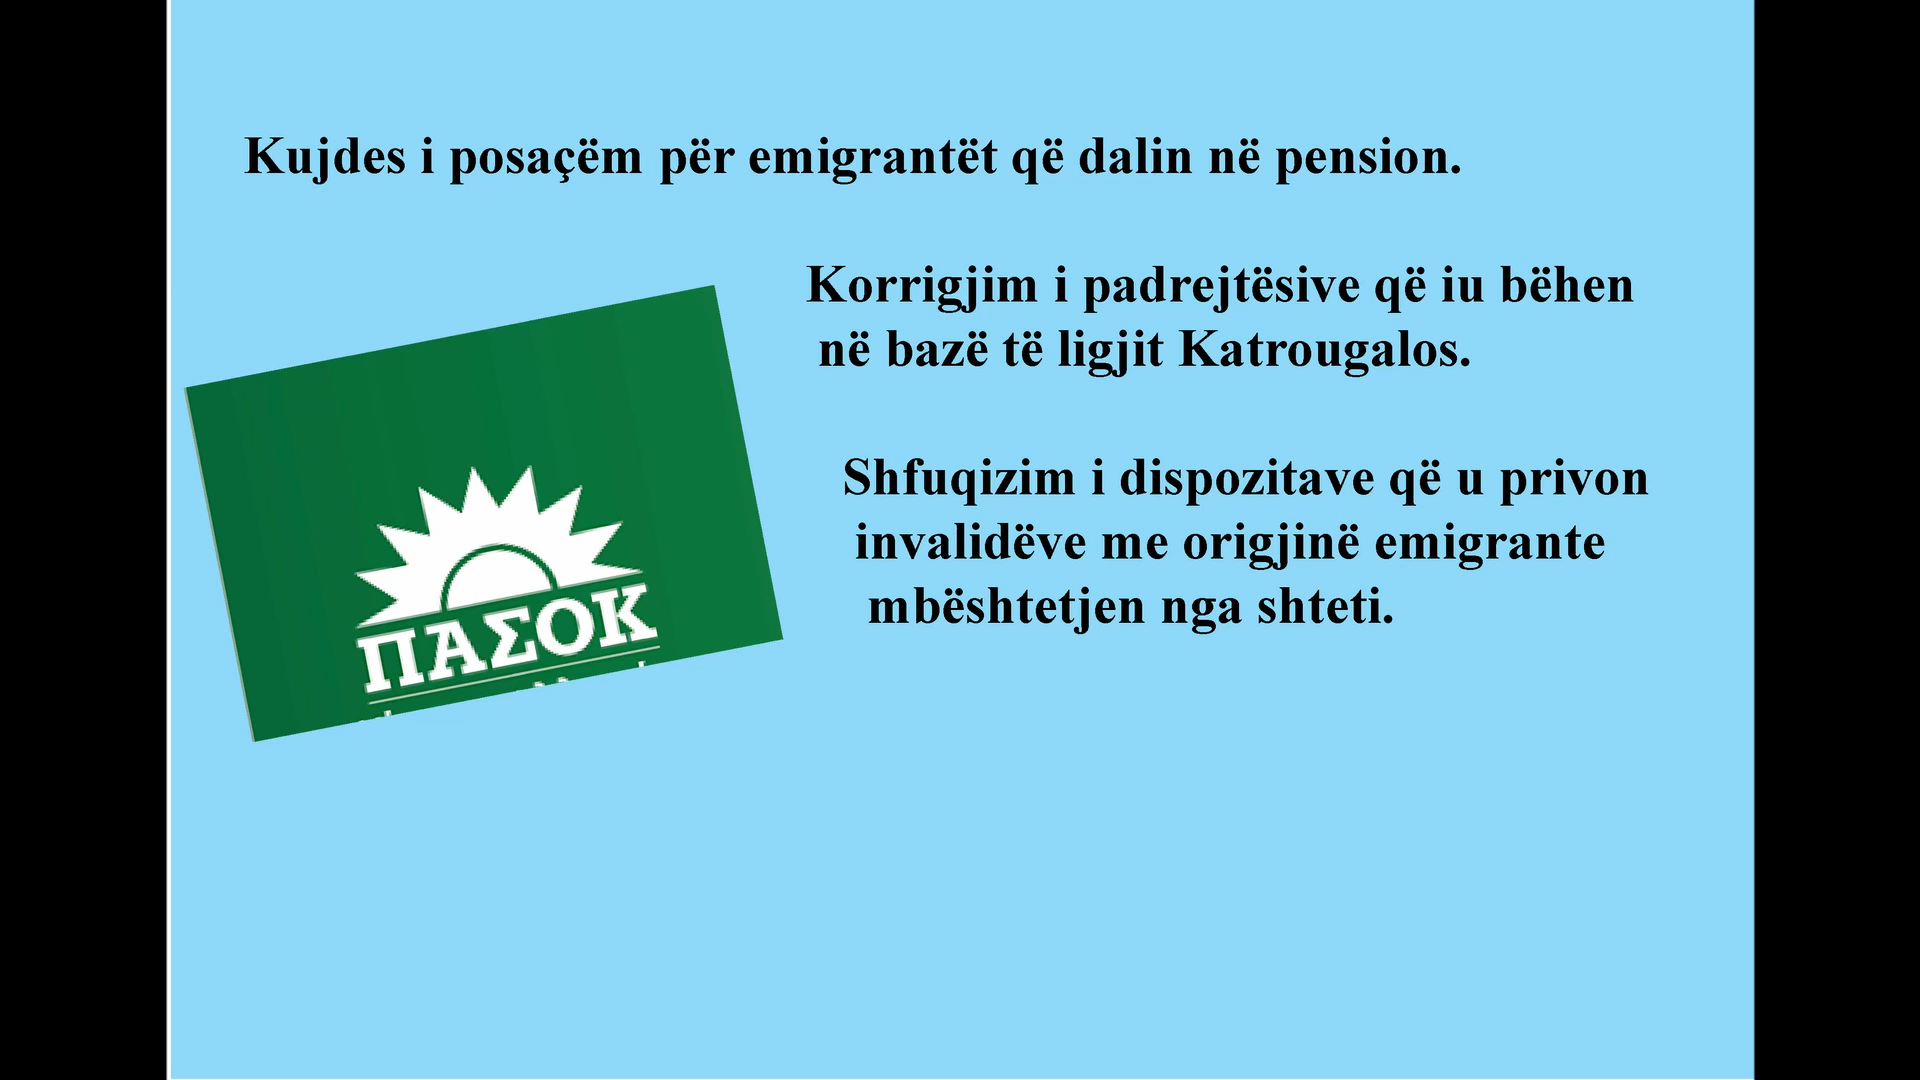 Kujdes i posaçëm për emigrantët që dalin në pension.
Korrigjim i padrejtësive që iu bëhen
në bazë të ligjit Katrougalos.
Shfuqizim i dispozitave që u privon
invalidëve me origjinë emigrante
mbështetjen nga shteti.
ΠΑΣΟΚ